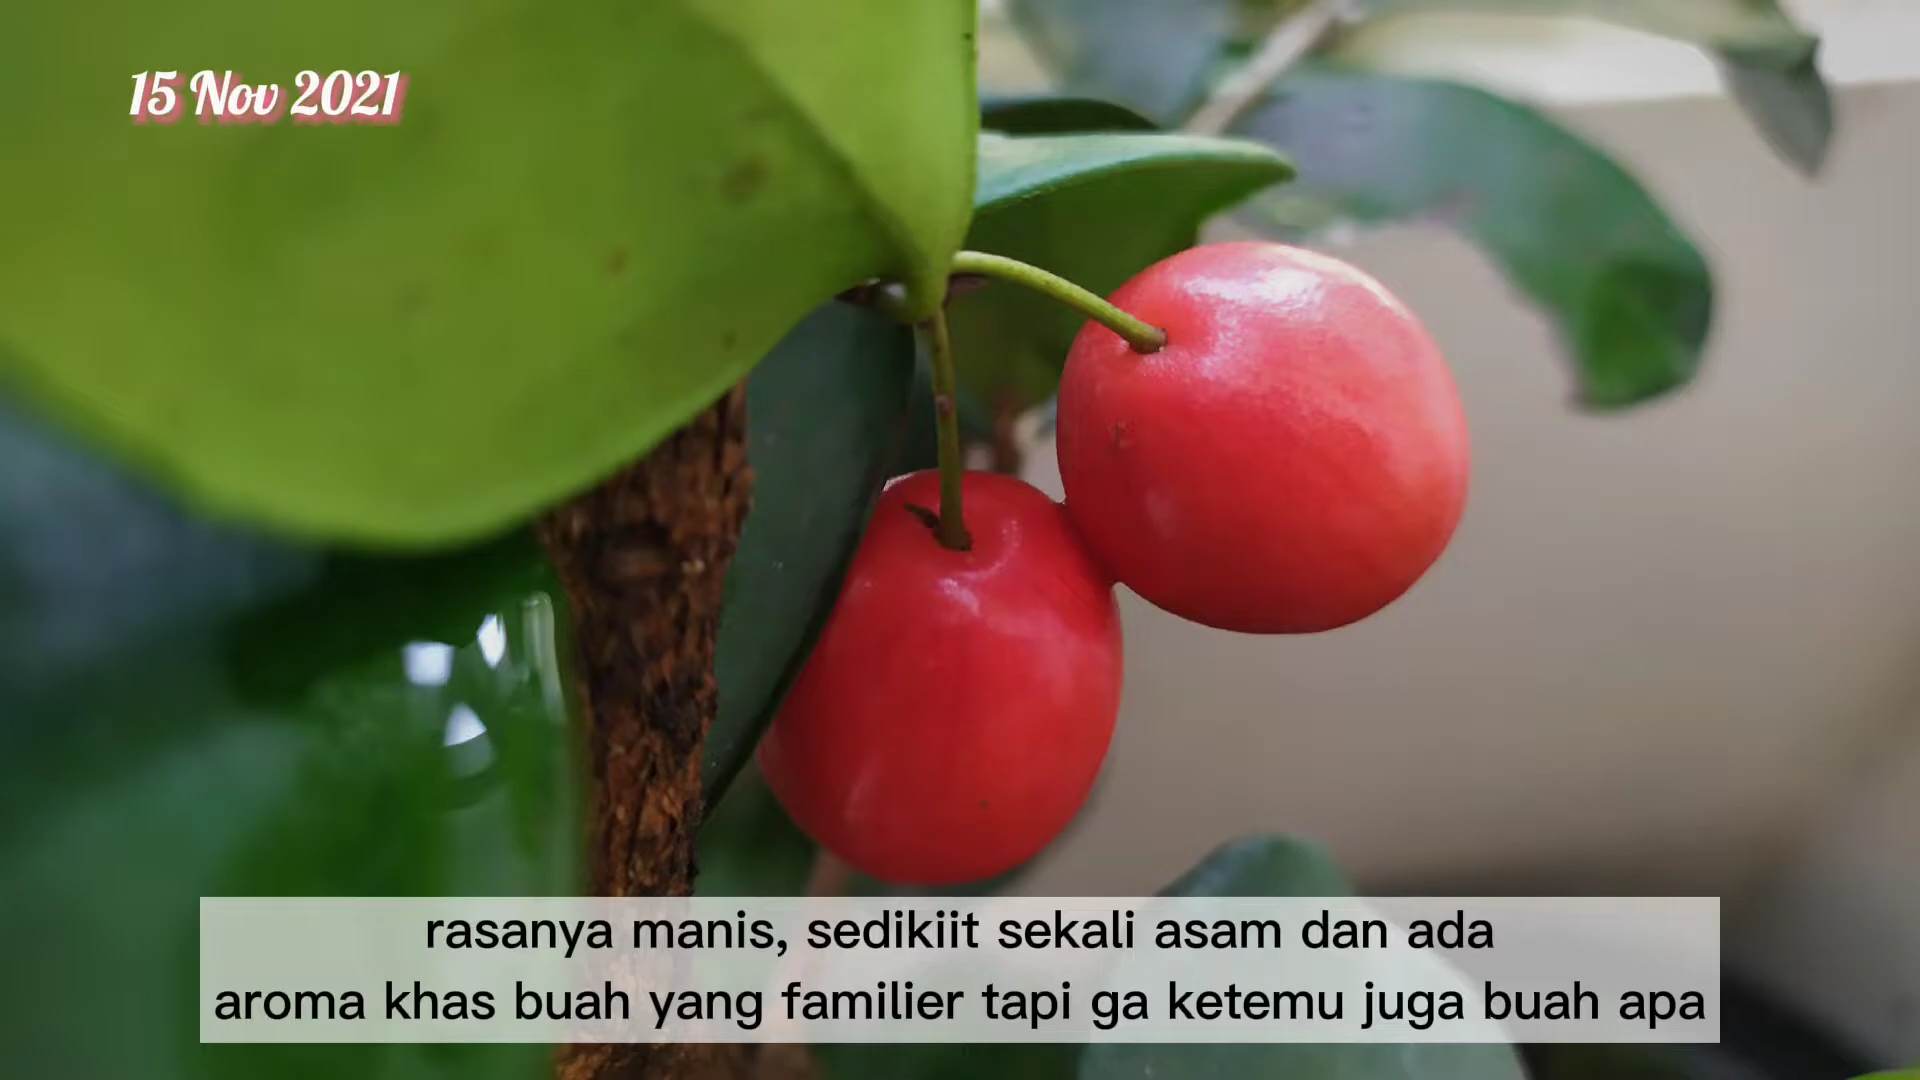 15 Nov 2021
rasanya manis, sedikiit sekali asam dan ada
aroma khas buah yang familier tapi ga ketemu juga buah apa